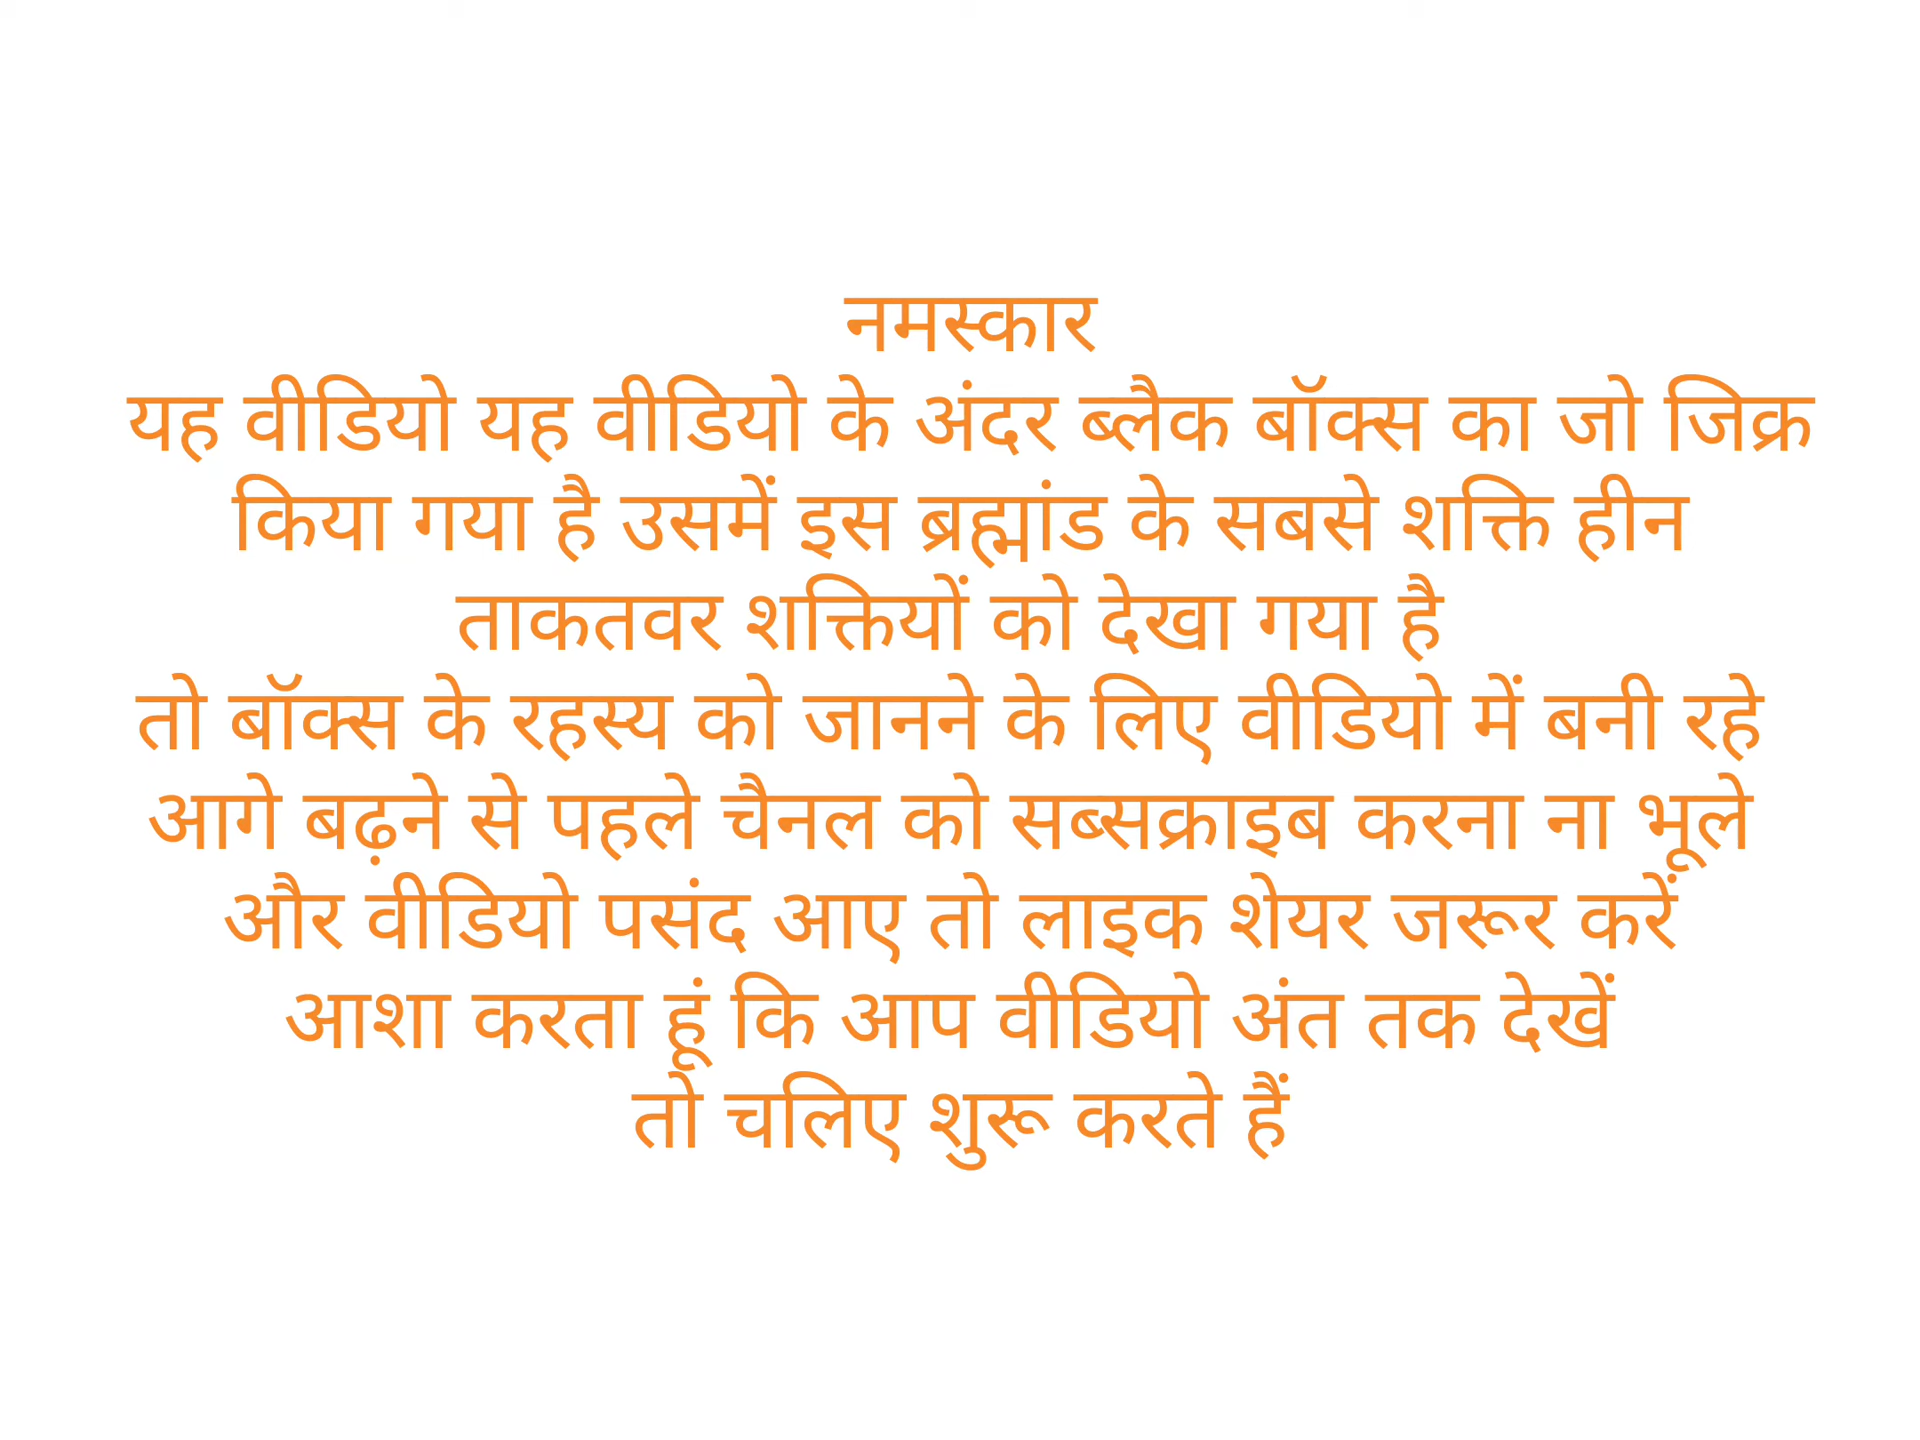 नमस्कार
यह वीडियो यह वीडियो के अंदर ब्लैक बॉक्स का जो जिक्र
किया गया है उसमें इस ब्रह्मांड के सबसे शक्ति हीन
ताकतवर शक्तियों को देखा गया है
तो बॉक्स के रहस्य को जानने के लिए वीडियो में बनी रहे
आगे बढ़ने से पहले चैनल को सब्सक्राइब करना ना भूले
और वीडियो पसंद आए तो लाइक शेयर जरूर करें
आशा करता हूं कि आप वीडियो अंत तक देखें
तो चलिए शुरू करते हैं